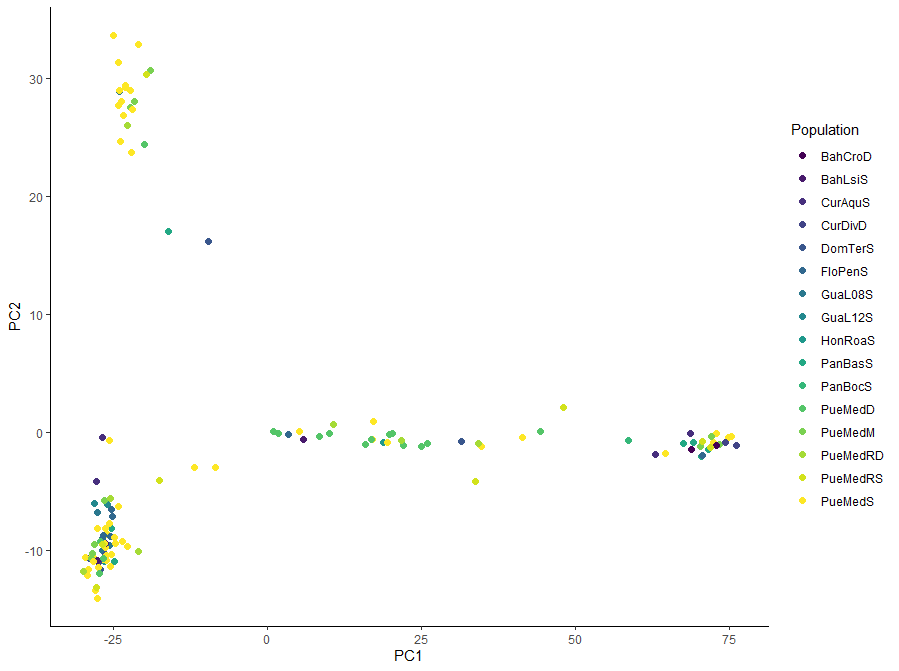 30
20
10
0
-10
PC2
-25
0
25
50
75
PC1
Population
BahCroD
BahLsiS
CurAquS
CurDivD
DomTerS
FloPenS
GuaL08S
GuaL12S
HonRoaS
PanBasS
PanBocS
PueMedD
PueMedM
PueMedRD
PueMedRS
PueMedS